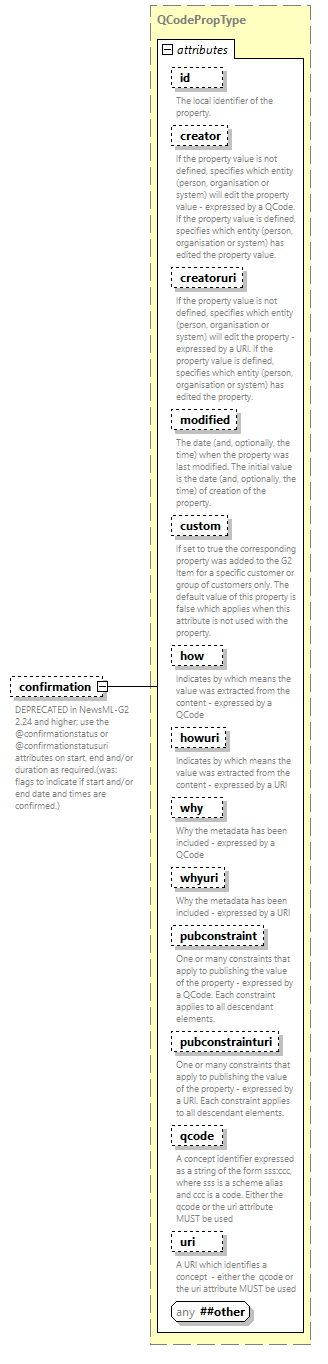 QCodePropType
attributes
id
The local identifier of the
property.
creator
If the property value is not
defined, specifies which entity
(person, organisation or
system) will edit the property
value - expressed by a QCode.
If the property value is defined,
specifies which entity (person,
organisation or system) has
edited the property value.
creatoruri
If the property value is not
defined, specifies which entity
(person, organisation or
system) will edit the property -
expressed by a URI. If the
property value is defined,
specifies which entity (person,
organisation or system) has
edited the property.
modified
The date (and, optionally, the
time) when the property was
last modified. The initial value
is the date (and, optionally, the
time) of creation of the
property.
custom
If set to true the corresponding
property was added to the G2
Item for a specific customer or
group of customers only. The
default value of this property is
false which applies when this
attribute is not used with the
property.
how
Indicates by which means the
value was extracted from the
content - expressed by a
QCode
confirmation
DEPRECATED in NewsML-G2
2.24 and higher; use the
@confirmationstatus or
@confirmationstatusuri
attributes on start, end and/or
duration as required.(was:
flags to indicate if start and/or
end date and times are
confirmed.)
howuri
Indicates by which means the
value was extracted from the
content - expressed by a URI
why
Why the metadata has been
included - expressed by a
QCode
whyuri
Why the metadata has been
included - expressed by a URI
pubconstraint
One or many constraints that
apply to publishing the value
of the property - expressed by
a QCode. Each constraint
applies to all descendant
elements.
pubconstrainturi
One or many constraints that
apply to publishing the value
of the property - expressed by
a URI. Each constraint applies
to all descendant elements.
qcode
A concept identifier expressed
as a string of the form sss:ccc,
where sss is a scheme alias
and ccc is a code. Either the
qcode or the uri attribute
MUST be used
uri
A URI which identifies a
concept  - either the  qcode or
the uri attribute MUST be used
any ##other